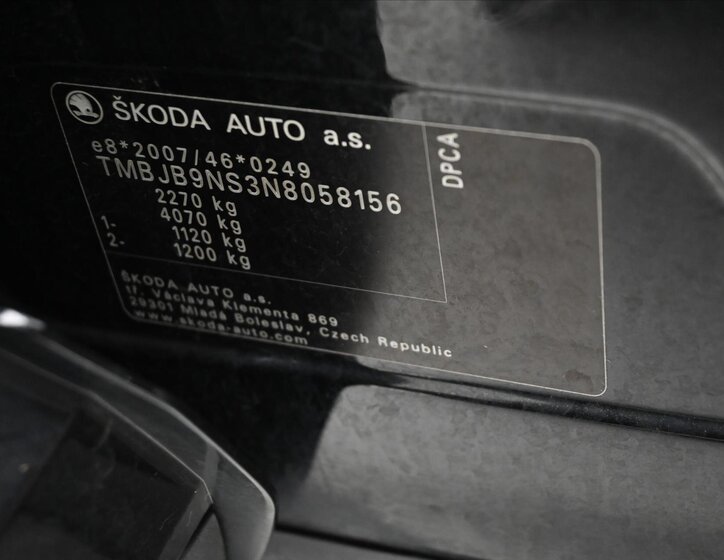 ŠKODA AUTO a.s.
e8*2007/46*0249
TMBJB9NS3N8058156
2270 kg
4070 kg
1- 1120 kg
2- 1200 kg
DPCA
ŠKODA AUTO a.s.
tř. Václava Klementa 869
29301 Mladá Boleslav, Czech Republic
www.skoda-auto.com